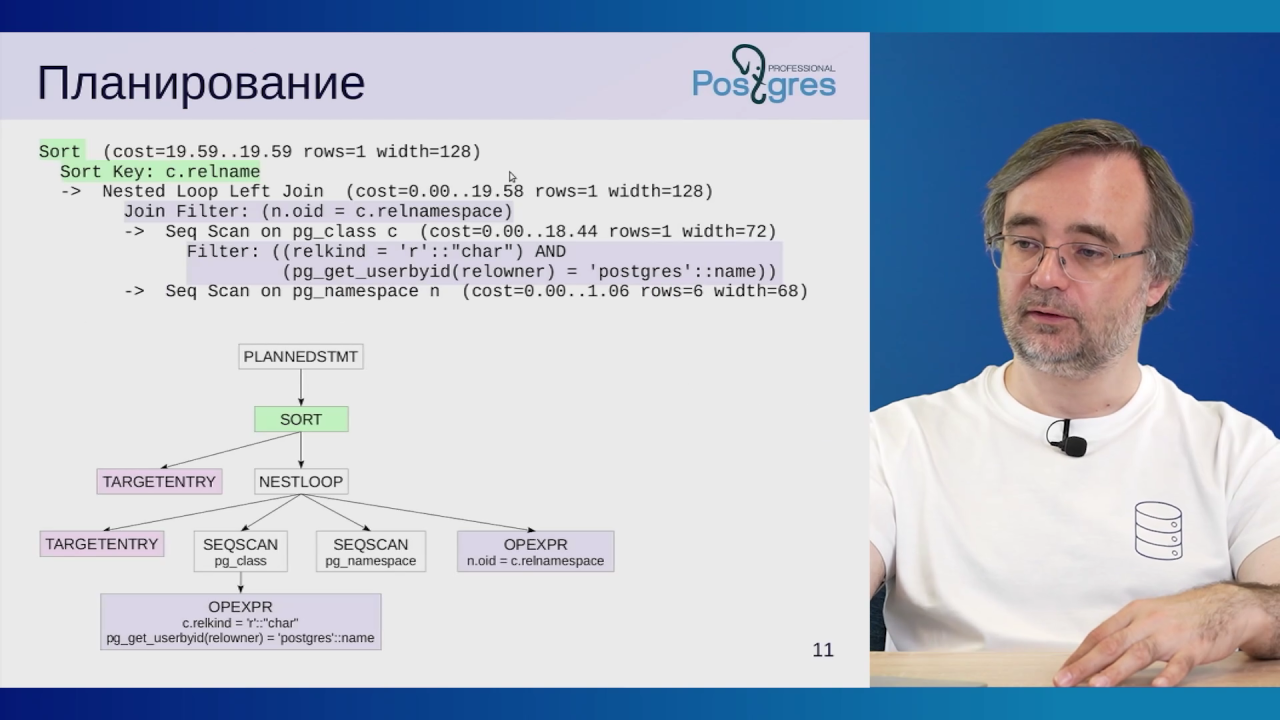 Планирование
PROFESSIONAL
Postgres
Sort  (cost=19.59..19.59 rows=1 width=128)
Sort Key: c.relname
->  Nested Loop Left Join  (cost=0.00..19.58 rows=1 width=128)
Join Filter: (n.oid = c.relnamespace)
->  Seq Scan on pg_class c  (cost=0.00..18.44 rows=1 width=72)
Filter: ((relkind = 'r'::"char") AND
(pg_get_userbyid(relowner) = 'postgres'::name))
->  Seq Scan on pg_namespace n  (cost=0.00..1.06 rows=6 width=68)
PLANNEDSTMT
SORT
TARGETENTRY
NESTLOOP
TARGETENTRY
SEQSCAN
pg_class
SEQSCAN
pg_namespace
OPEXPR
n.oid = c.relnamespace
OPEXPR
c.relkind = 'r'::"char"
pg_get_userbyid(relowner) = 'postgres'::name
11